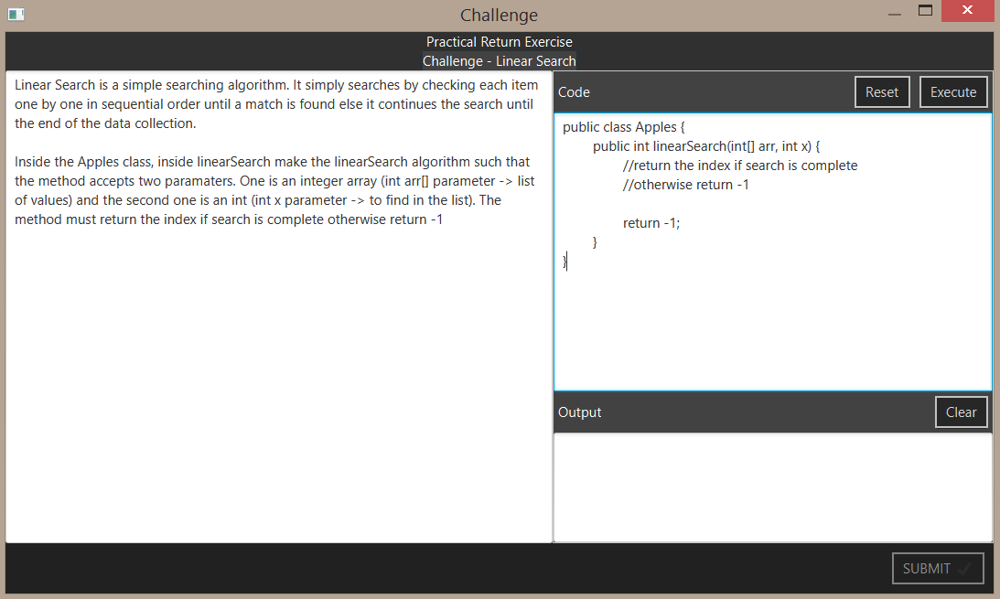 Challenge
Practical Return Exercise
Challenge - Linear Search
Linear Search is a simple searching algorithm. It simply searches by checking each item
one by one in sequential order until a match is found else it continues the search until
the end of the data collection.
Inside the Apples class, inside linearSearch make the linearSearch algorithm such that
the method accepts two paramaters. One is an integer array (int arr[] parameter -> list
of values) and the second one is an int (int x parameter -> to find in the list). The
method must return the index if search is complete otherwise return -1
Code
Reset
Execute
public class Apples {
public int linearSearch(int[] arr, int x) {
//return the index if search is complete
//otherwise return -1
return -1;
}
}
Output
Clear
SUBMIT